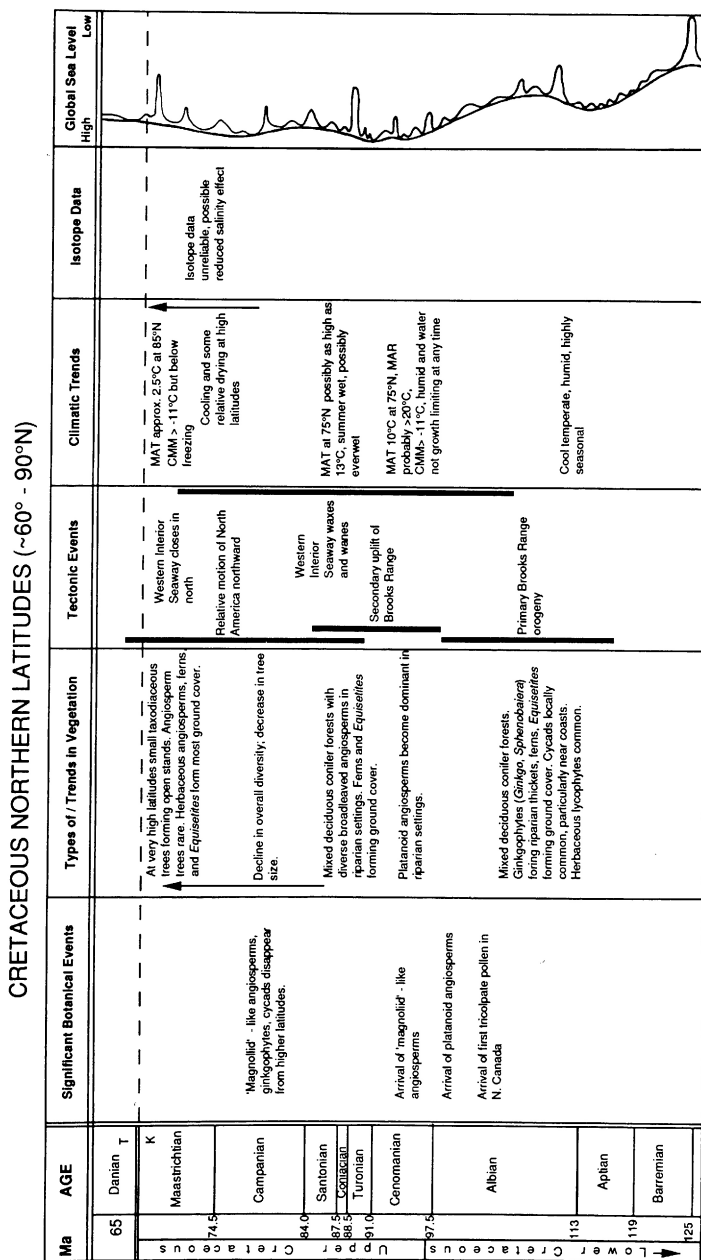 CRETACEOUS NORTHERN LATITUDES (~60° - 90°N)
Ma
AGE
Significant Botanical Events
Types of / Trends in Vegetation
Tectonic Events
Climatic Trends
Isotope Data
Global Sea Level
High
Low
65
74.5
84.0
87.5
88.5
91.0
97.5
113
119
125
Upper Cretaceous
Lower Cretaceous
Danian
T
K
Maastrichtian
Campanian
Santonian
Coniacian
Turonian
Cenomanian
Albian
Aptian
Barremian
'Magnoliid' - like angiosperms,
ginkgophytes, cycads disappear
from higher latitudes.
Arrival of 'magnoliid' - like
angiosperms
Arrival of platanoid angiosperms
Arrival of first tricolpate pollen in
N. Canada
At very high latitudes small taxodiaceous
trees forming open stands. Angiosperm
trees rare. Herbaceous angiosperms, ferns,
and Equisetites form most ground cover.
Decline in overall diversity; decrease in tree
size.
Mixed deciduous conifer forests with
diverse broadleaved angiosperms in
riparian settings. Ferns and Equisetites
forming ground cover.
Platanoid angiosperms become dominant in
riparian settings.
Mixed deciduous conifer forests.
Ginkgophytes (Ginkgo, Sphenobaiera)
foring riparian thickets, ferns, Equisetites
forming ground cover. Cycads locally
common, particularly near coasts.
Herbaceous lycophytes common.
Western Interior
Seaway closes in
north
Relative motion of North
America northward
Western
Interior
Seaway waxes
and wanes
Secondary uplift of
Brooks Range
Primary Brooks Range
orogeny
MAT approx. 2.5°C at 85°N
CMM > -11°C but below
freezing
Cooling and some
relative drying at high
latitudes
MAT at 75°N possibly as high as
13°C, summer wet, possibly
everwet
MAT 10°C at 75°N, MAR
probably >20°C,
CMM> -11°C, humid and water
not growth limiting at any time
Cool temperate, humid, highly
seasonal
Isotope data
unreliable, possible
reduced salinity effect